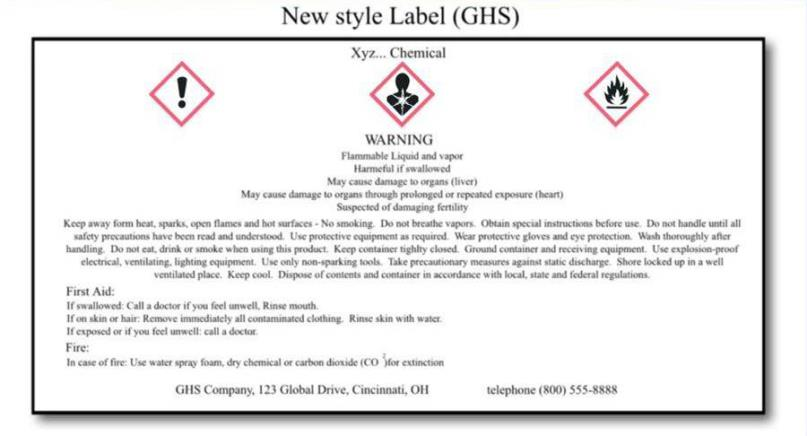 New style Label (GHS)
Xyz... Chemical
WARNING
Flammable Liquid and vapor
Harmeful if swallowed
May cause damage to organs (liver)
May cause damage to organs through prolonged or repeated exposure (heart)
Suspected of damaging fertility
Keep away form heat, sparks, open flames and hot surfaces - No smoking. Do not breathe vapors. Obtain special instructions before use. Do not handle until all
safety precautions have been read and understood. Use protective equipment as required. Wear protective gloves and eye protection. Wash thoroughly after
handling. Do not eat, drink or smoke when using this product. Keep container tighlty closed. Ground container and receiving equipment. Use explosion-proof
electrical, ventilating, lighting equipment. Use only non-sparking tools. Take precautionary measures against static discharge. Shore locked up in a well
ventilated place. Keep cool. Dispose of contents and container in accordance with local, state and federal regulations.
First Aid:
If swallowed: Call a doctor if you feel unwell, Rinse mouth.
If on skin or hair: Remove immediately all contaminated clothing. Rinse skin with water.
If exposed or if you feel unwell: call a doctor.
Fire:
In case of fire: Use water spray foam, dry chemical or carbon dioxide (CO 2)for extinction
GHS Company, 123 Global Drive, Cincinnati, OH telephone (800) 555-8888